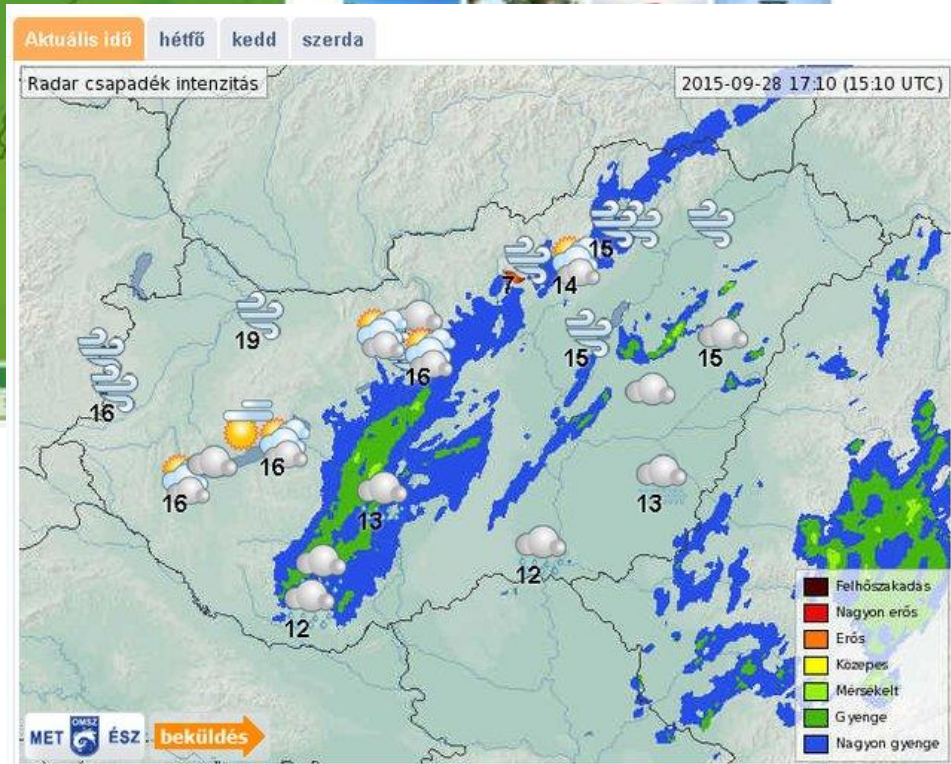 Aktuális idő hétfő kedd szerda
Radar csapadék intenzitás 2015-09-28 17:10 (15:10 UTC)
15
7 14
19 15 15
16
16
16
16 13
13
12
12
Felhőszakadás
Nagyon erős
Erős
Közepes
Mérsékelt
Gyenge
Nagyon gyenge
MET OMSZ ÉSZ beküldés